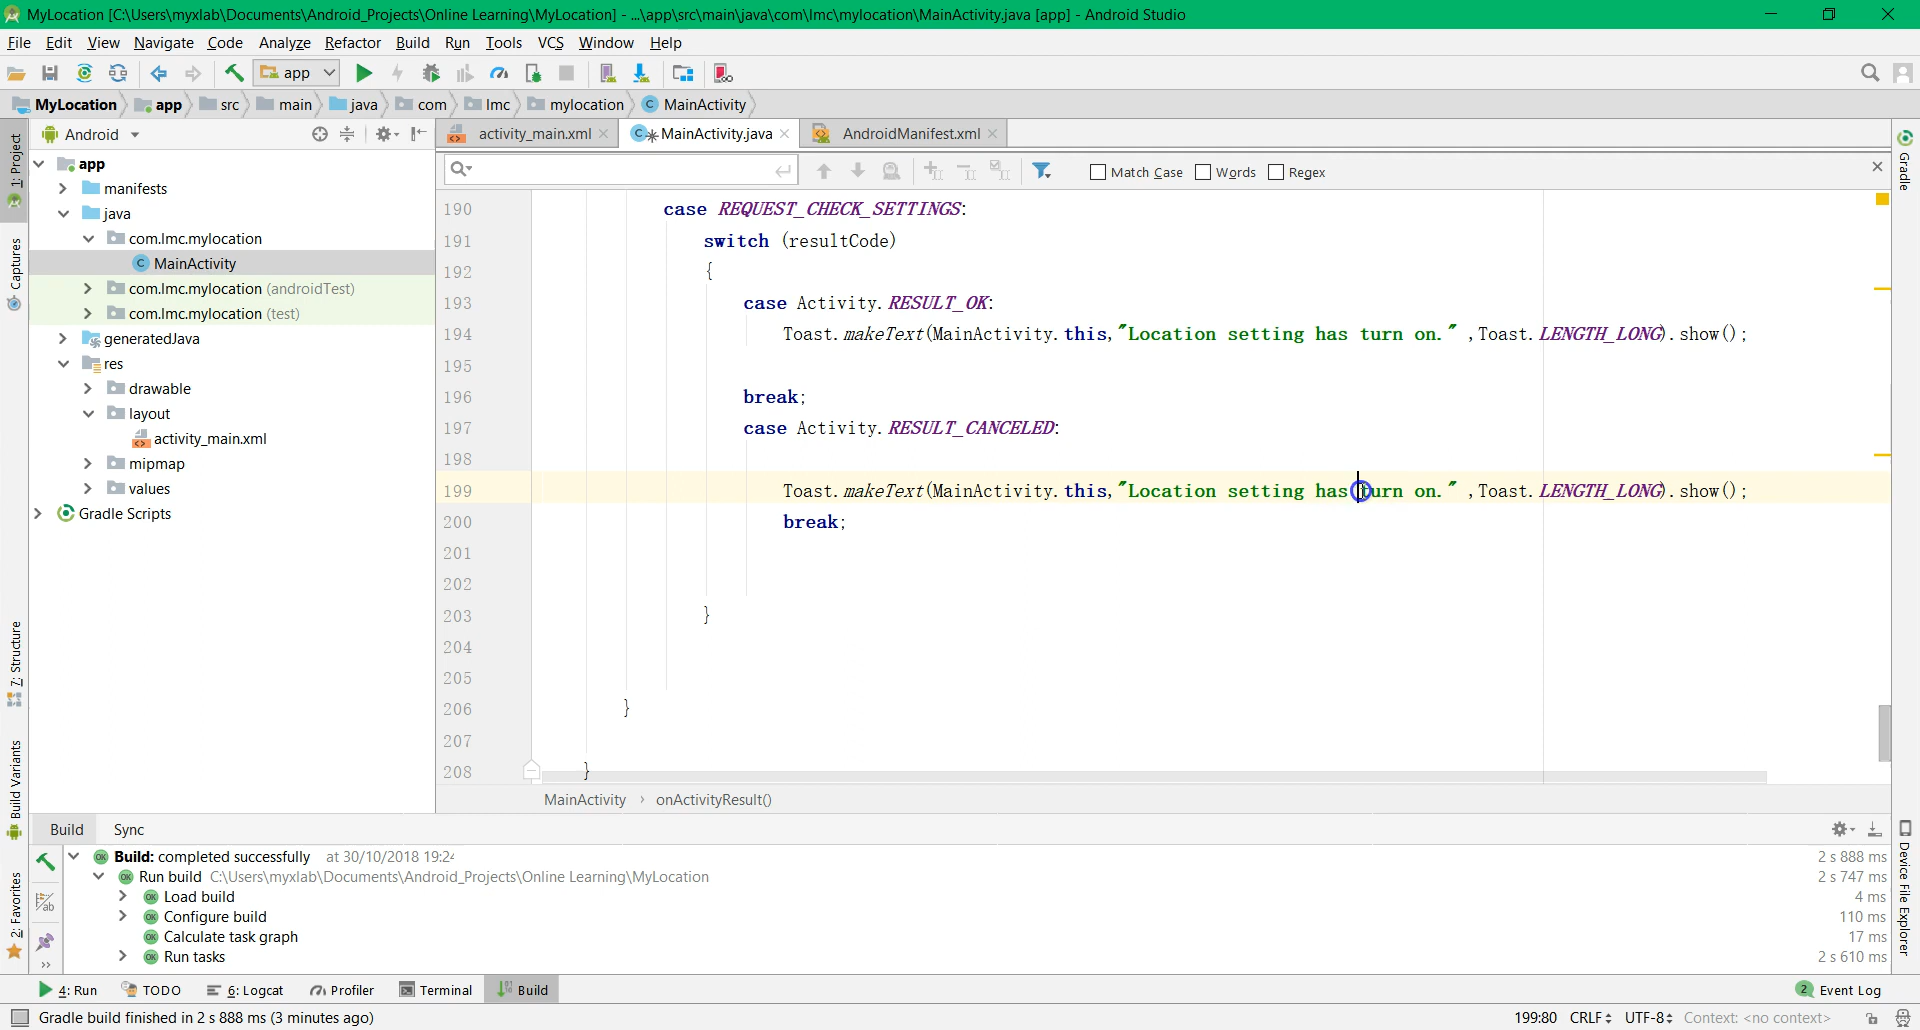 MyLocation [C:\Users\myxlab\Documents\Android_Projects\Online Learning\MyLocation] - ...\app\src\main\java\com\lmc\mylocation\MainActivity.java [app] - Android Studio
File Edit View Navigate Code Analyze Refactor Build Run Tools VCS Window Help
app
MyLocation app src main java com lmc mylocation C MainActivity
1: Project
Captures
7: Structure
Build Variants
2: Favorites
Android
app
manifests
java
com.lmc.mylocation
C MainActivity
com.lmc.mylocation (androidTest)
com.lmc.mylocation (test)
generatedJava
res
drawable
layout
activity_main.xml
mipmap
values
Gradle Scripts
activity_main.xml MainActivity.java AndroidManifest.xml
Match Case Words Regex
190 case REQUEST_CHECK_SETTINGS:
191 switch (resultCode)
192 {
193 case Activity.RESULT_OK:
194 Toast.makeText(MainActivity.this,"Location setting has turn on." ,Toast.LENGTH_LONG).show();
195
196 break;
197 case Activity.RESULT_CANCELED:
198
199 Toast.makeText(MainActivity.this,"Location setting has turn on." ,Toast.LENGTH_LONG).show();
200 break;
201
202
203 }
204
205
206 }
207
208 }
MainActivity › onActivityResult()
Gradle
Device File Explorer
Build Sync
Build: completed successfully at 30/10/2018 19:24 2 s 888 ms
OK Run build C:\Users\myxlab\Documents\Android_Projects\Online Learning\MyLocation 2 s 747 ms
OK Load build 4 ms
OK Configure build 110 ms
OK Calculate task graph 17 ms
OK Run tasks 2 s 610 ms
4: Run TODO 6: Logcat Profiler Terminal Build 2 Event Log
Gradle build finished in 2 s 888 ms (3 minutes ago) 199:80 CRLF UTF-8 Context: <no context>